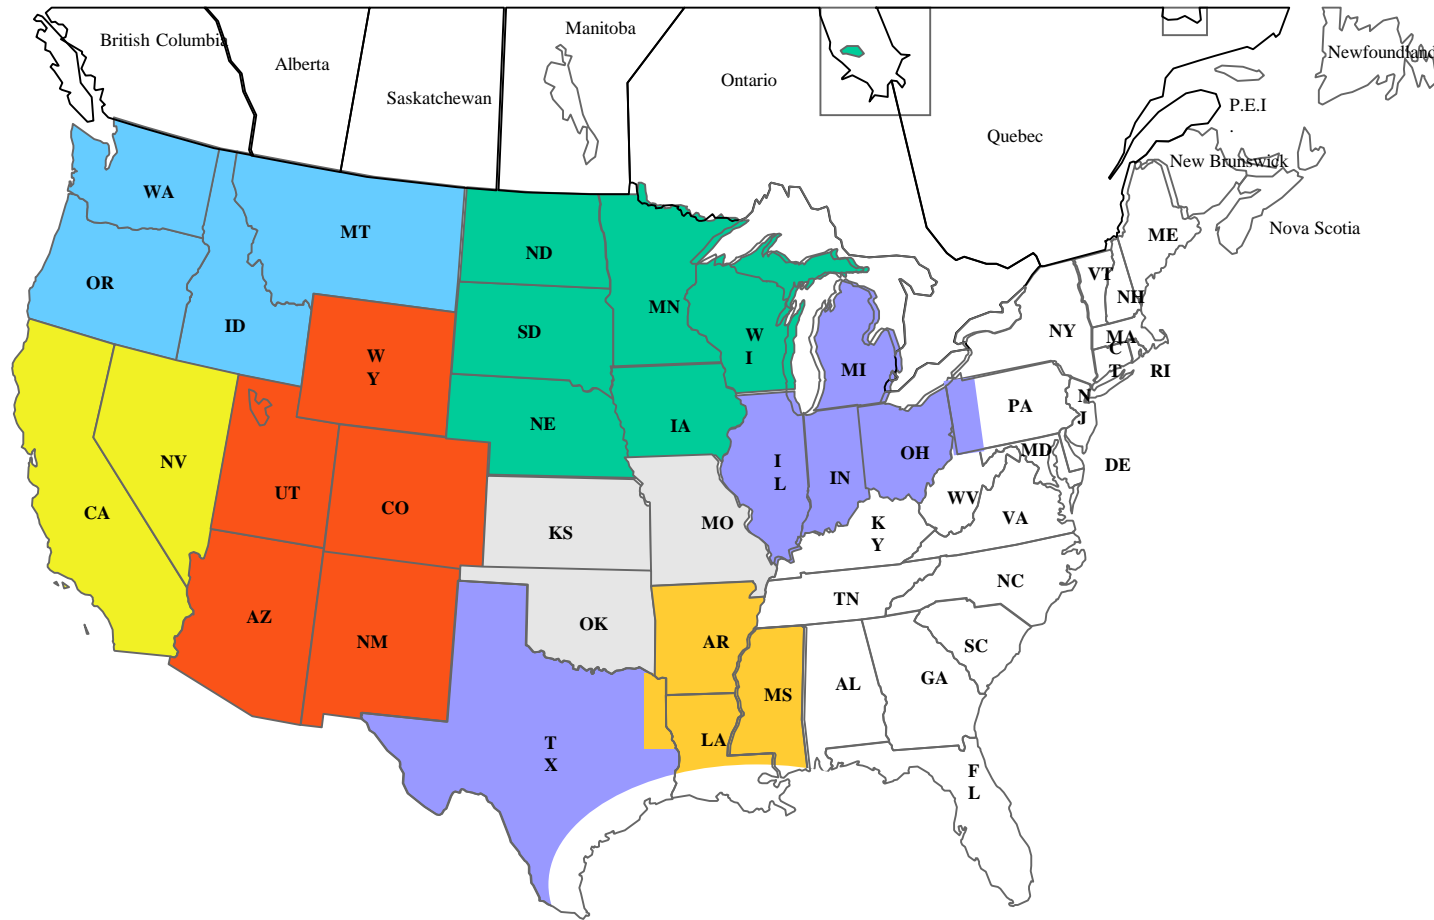 British Columbia
Manitoba
Alberta
Saskatchewan
Ontario
Newfoundland
P.E.I
.
Quebec
New Brunswick
Nova Scotia
WA
MT
ND
ME
OR
ID
SD
MN
W
I
VT
NH
NY
MA
C
T
RI
W
Y
MI
N
J
PA
NE
IA
NV
UT
CO
CA
I
L
IN
OH
MD
DE
WV
VA
KS
MO
K
Y
NC
TN
AZ
NM
OK
AR
SC
MS
AL
GA
LA
T
X
F
L